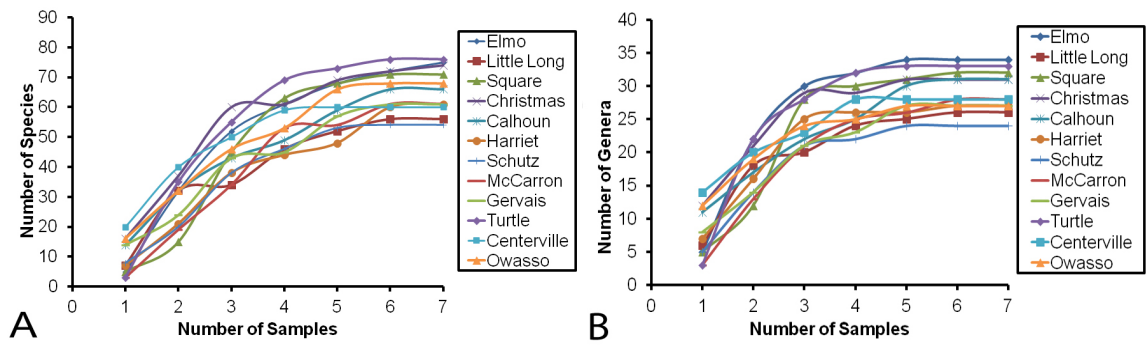 90
80
70
60
50
40
30
20
10
0
Number of Species
0 1 2 3 4 5 6 7
Number of Samples
A
Elmo
Little Long
Square
Christmas
Calhoun
Harriet
Schutz
McCarron
Gervais
Turtle
Centerville
Owasso
40
35
30
25
20
15
10
5
0
Number of Genera
0 1 2 3 4 5 6 7
Number of Samples
B
Elmo
Little Long
Square
Christmas
Calhoun
Harriet
Schutz
McCarron
Gervais
Turtle
Centerville
Owasso